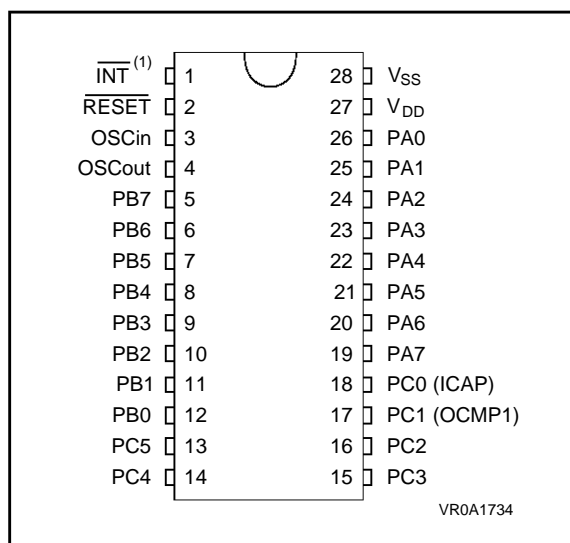 INT (1) 1 28 VSS
RESET 2 27 VDD
OSCin 3 26 PA0
OSCout 4 25 PA1
PB7 5 24 PA2
PB6 6 23 PA3
PB5 7 22 PA4
PB4 8 21 PA5
PB3 9 20 PA6
PB2 10 19 PA7
PB1 11 18 PC0 (ICAP)
PB0 12 17 PC1 (OCMP1)
PC5 13 16 PC2
PC4 14 15 PC3
VR0A1734